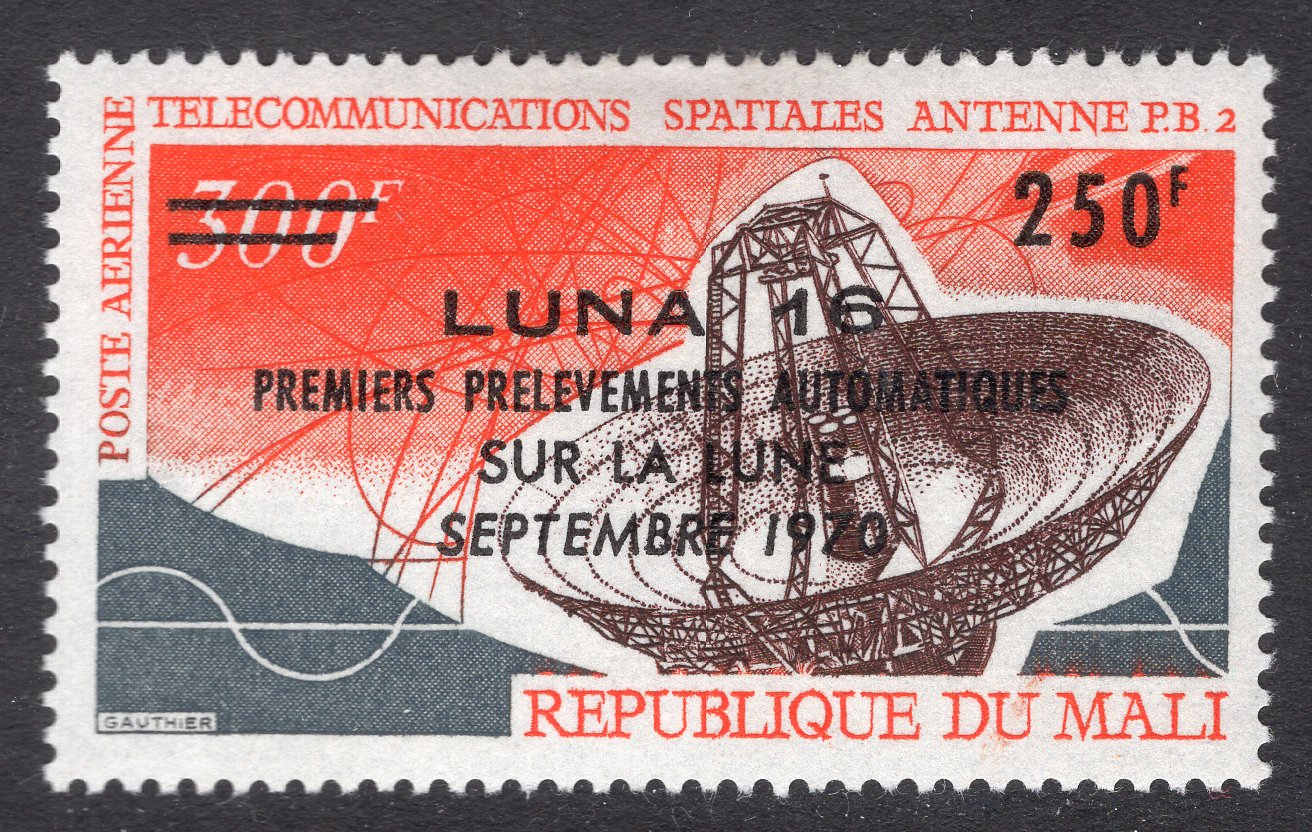 TELECOMMUNICATIONS SPATIALES ANTENNE P.B.2
POSTE AERIENNE
300F
250F
LUNA 16
PREMIERS PRELEVEMENTS AUTOMATIQUES
SUR LA LUNE
SEPTEMBRE 1970
GAUTHIER
REPUBLIQUE DU MALI